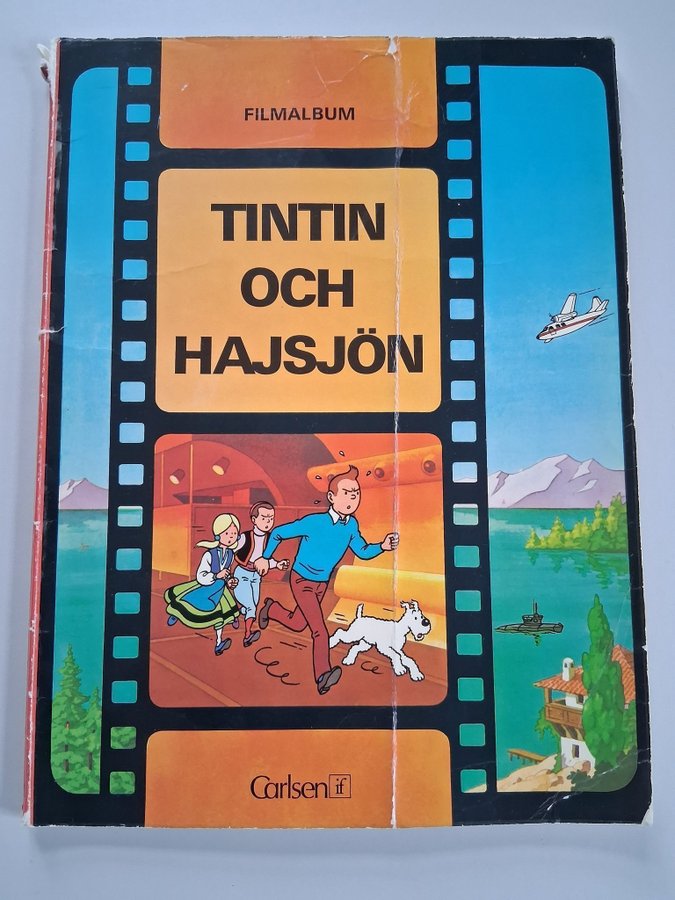 FILMALBUM
TINTIN
OCH
HAJSJÖN
Carlsen if